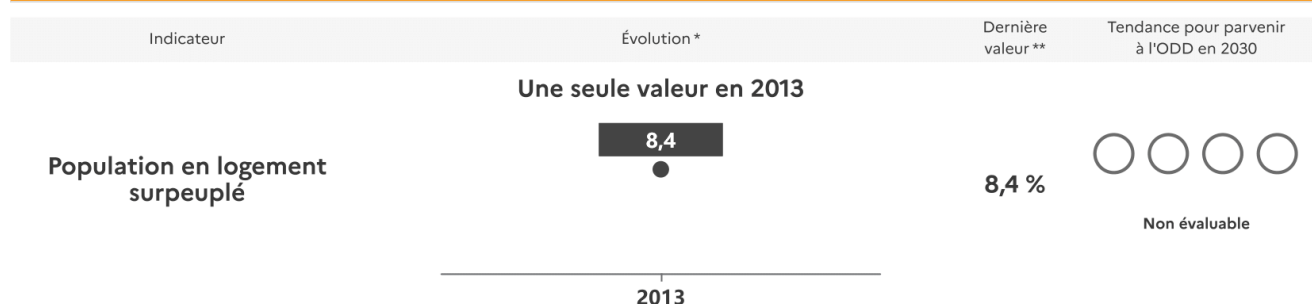 Indicateur
Évolution *
Dernière
valeur **
Tendance pour parvenir
à l'ODD en 2030
Une seule valeur en 2013
8,4
Population en logement
surpeuplé
8,4 %
Non évaluable
2013